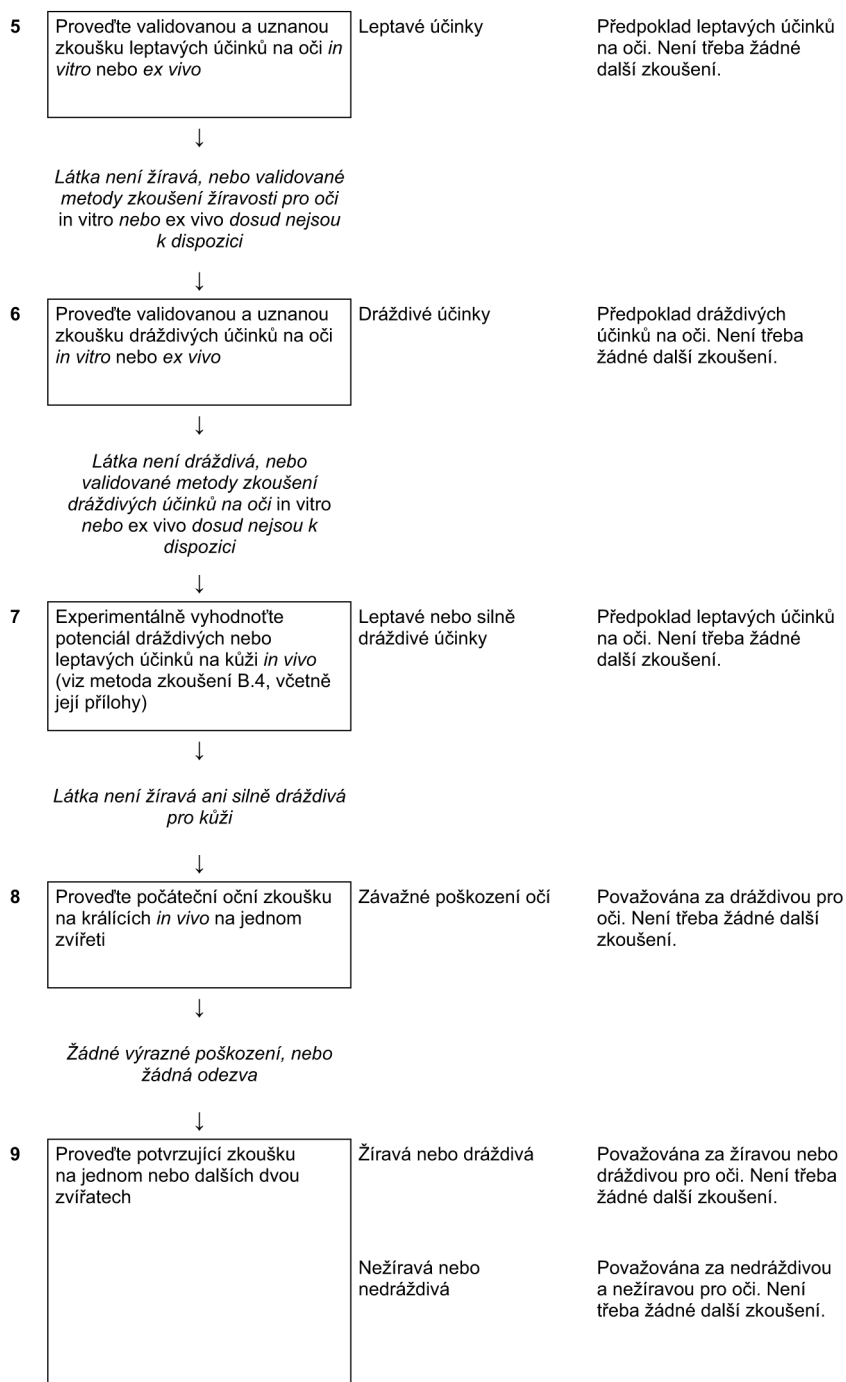 5
Proveďte validovanou a uznanou
zkoušku leptavých účinků na oči in
vitro nebo ex vivo
Leptavé účinky
Předpoklad leptavých účinků
na oči. Není třeba žádné
další zkoušení.
↓
Látka není žíravá, nebo validované
metody zkoušení žíravosti pro oči
in vitro nebo ex vivo dosud nejsou
k dispozici
↓
6
Proveďte validovanou a uznanou
zkoušku dráždivých účinků na oči
in vitro nebo ex vivo
Dráždivé účinky
Předpoklad dráždivých
účinků na oči. Není třeba
žádné další zkoušení.
↓
Látka není dráždivá, nebo
validované metody zkoušení
dráždivých účinků na oči in vitro
nebo ex vivo dosud nejsou k
dispozici
↓
7
Experimentálně vyhodnoťte
potenciál dráždivých nebo
leptavých účinků na kůži in vivo
(viz metoda zkoušení B.4, včetně
její přílohy)
Leptavé nebo silně
dráždivé účinky
Předpoklad leptavých účinků
na oči. Není třeba žádné
další zkoušení.
↓
Látka není žíravá ani silně dráždivá
pro kůži
↓
8
Proveďte počáteční oční zkoušku
na králících in vivo na jednom
zvířeti
Závažné poškození očí
Považována za dráždivou pro
oči. Není třeba žádné další
zkoušení.
↓
Žádné výrazné poškození, nebo
žádná odezva
↓
9
Proveďte potvrzující zkoušku
na jednom nebo dalších dvou
zvířatech
Žíravá nebo dráždivá
Považována za žíravou nebo
dráždivou pro oči. Není třeba
žádné další zkoušení.
Nežíravá nebo
nedráždivá
Považována za nedráždivou
a nežíravou pro oči. Není
třeba žádné další zkoušení.